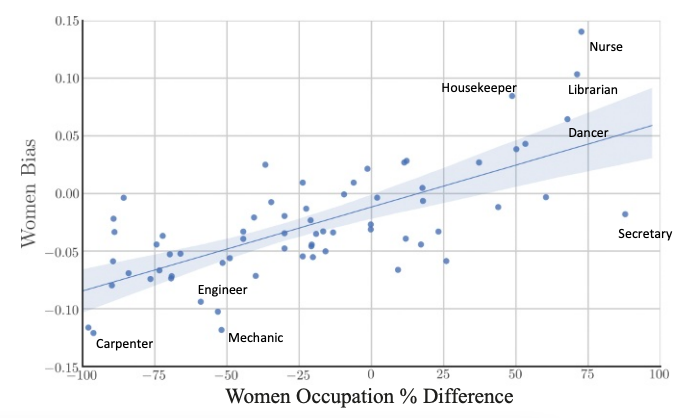 0.15
Nurse
0.10
Housekeeper
Librarian
0.05
Dancer
0.00
Women Bias
Secretary
−0.05
Engineer
−0.10
Mechanic
Carpenter
−0.15
−100
−75
−50
−25
0
25
50
75
100
Women Occupation % Difference